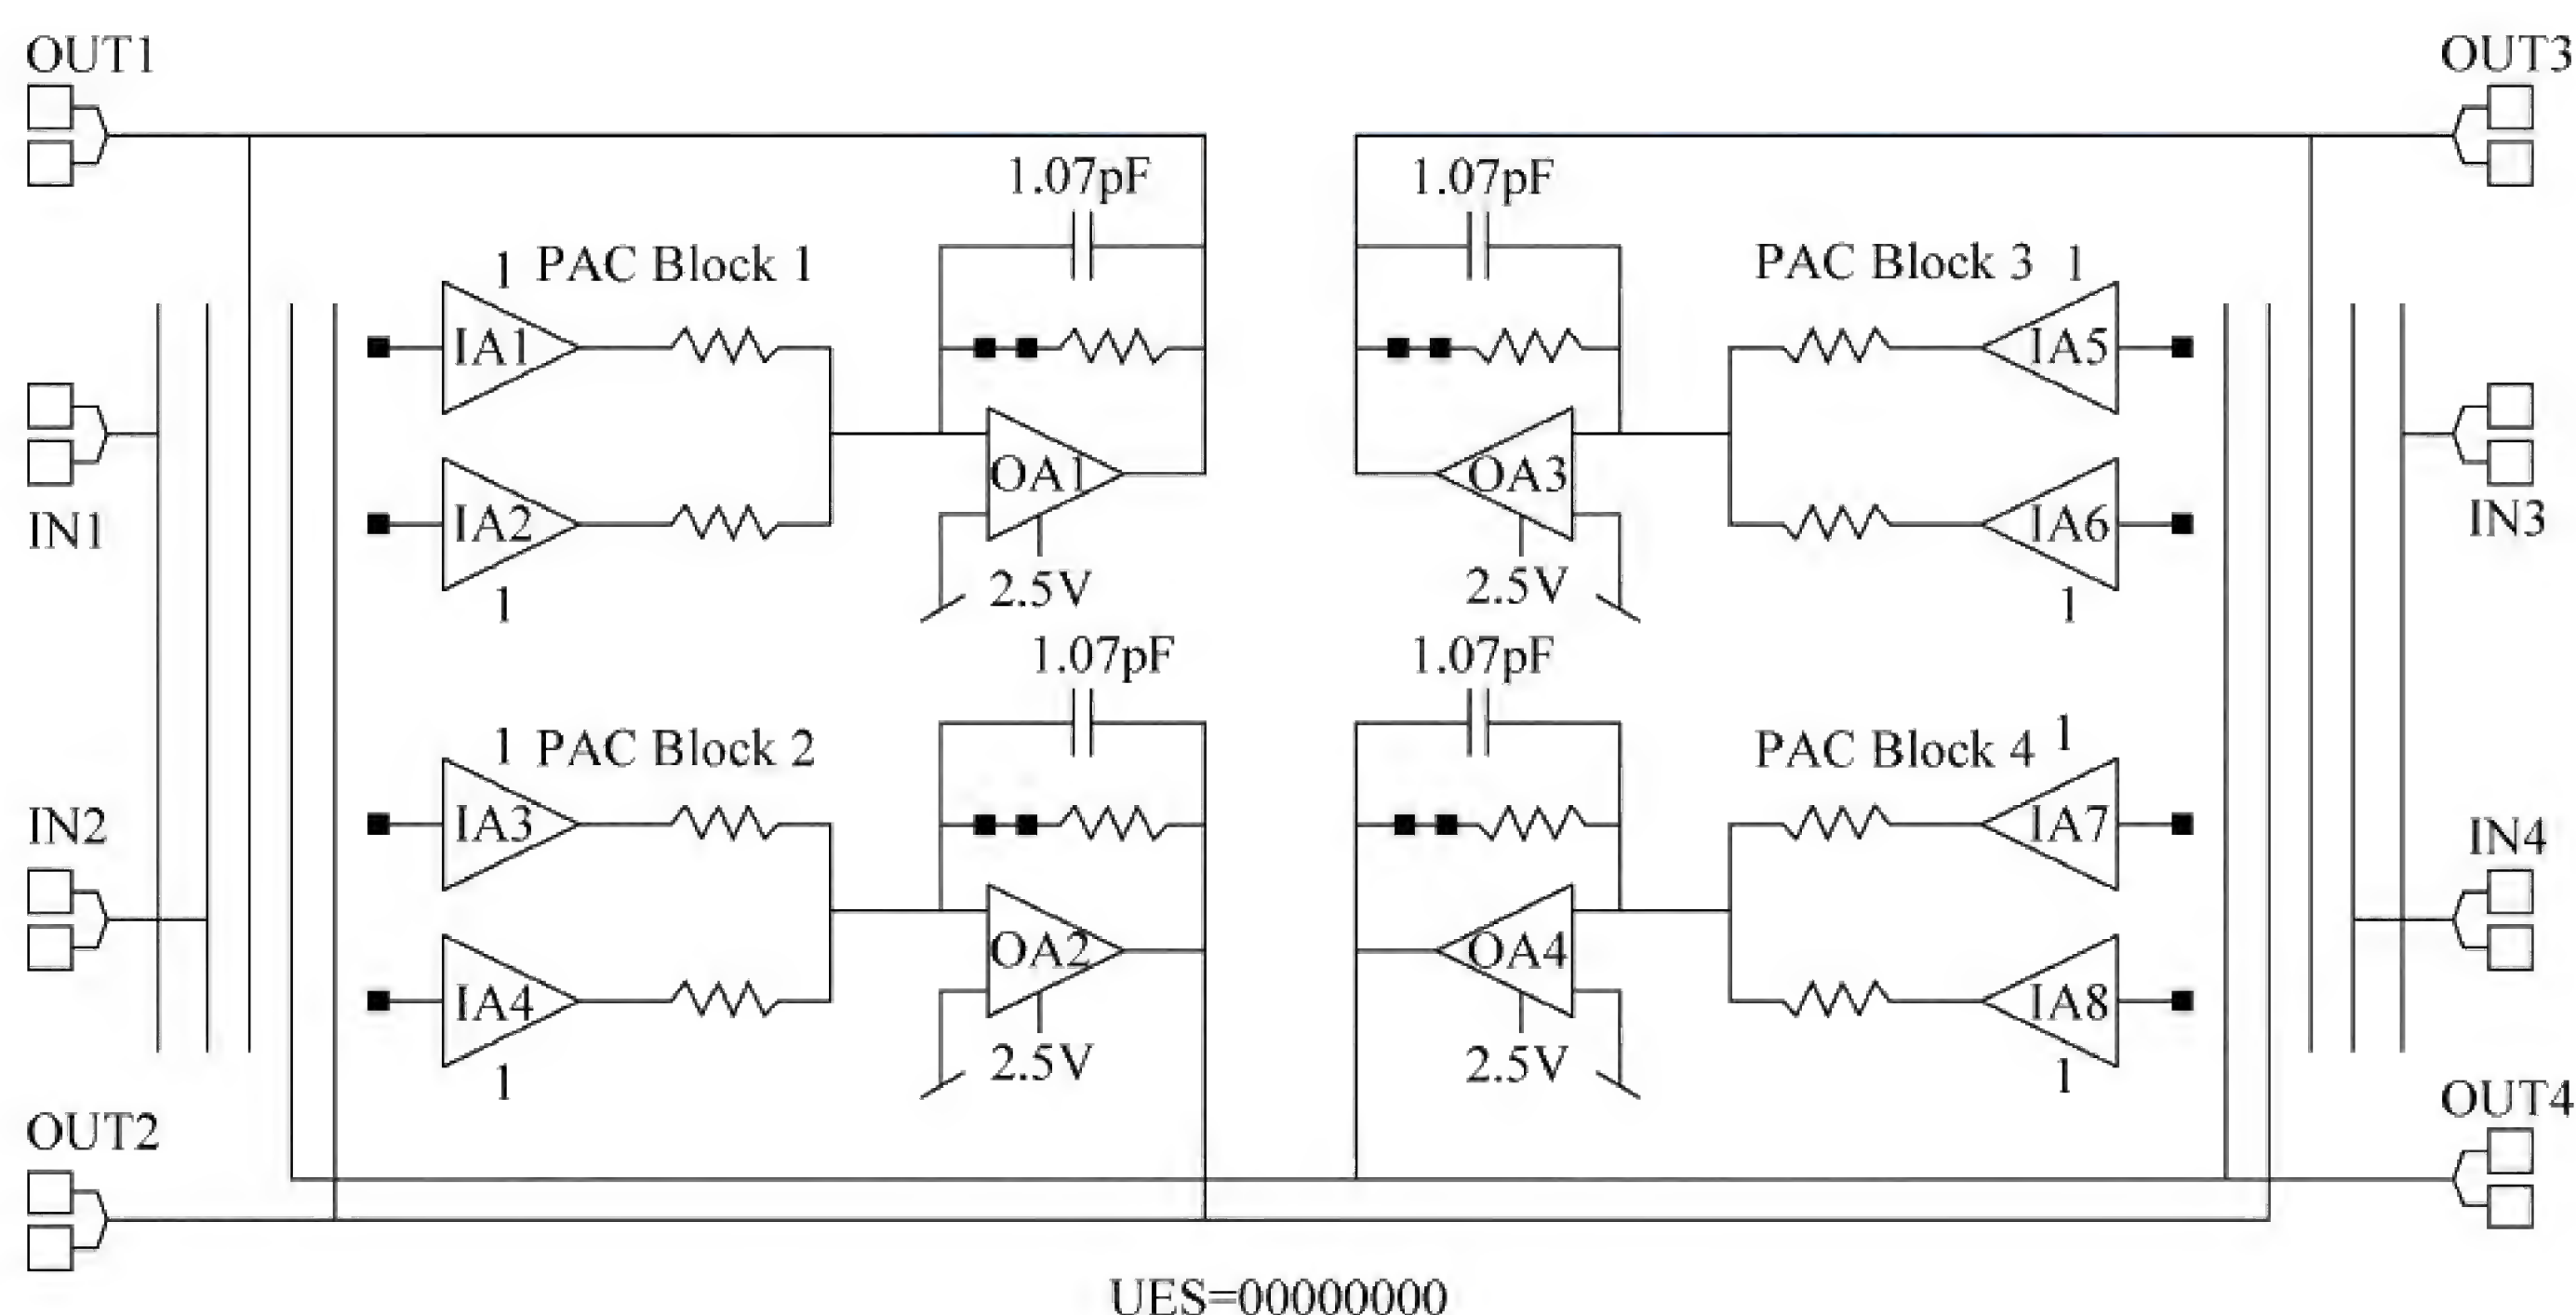 OUT1
OUT3
1.07pF
1.07pF
1
PAC Block 1
PAC Block 3
1
IA1
IA5
OA1
OA3
IN1
IA2
IA6
IN3
1
2.5V
2.5V
1
1.07pF
1.07pF
1
PAC Block 2
PAC Block 4
1
IN2
IA3
IA7
IN4
OA2
OA4
IA4
IA8
1
2.5V
2.5V
1
OUT2
OUT4
UES=00000000